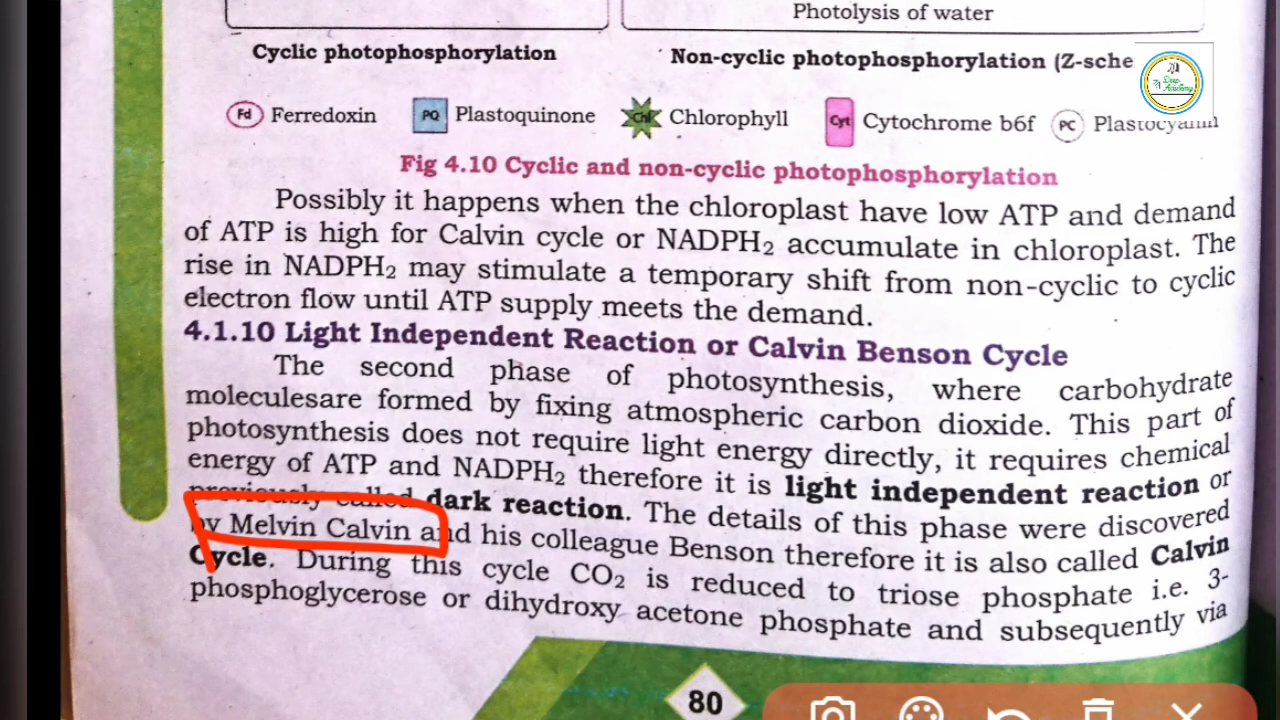 Photolysis of water
Cyclic photophosphorylation
Non-cyclic photophosphorylation (Z-sche
Deep Academy
Fd Ferredoxin PQ Plastoquinone Chl Chlorophyll Cyt Cytochrome b6f PC Plastocyanin
Fig 4.10 Cyclic and non-cyclic photophosphorylation
Possibly it happens when the chloroplast have low ATP and demand
of ATP is high for Calvin cycle or NADPH₂ accumulate in chloroplast. The
rise in NADPH₂ may stimulate a temporary shift from non-cyclic to cyclic
electron flow until ATP supply meets the demand.
4.1.10 Light Independent Reaction or Calvin Benson Cycle
The second phase of photosynthesis, where carbohydrate
moleculesare formed by fixing atmospheric carbon dioxide. This part of
photosynthesis does not require light energy directly, it requires chemical
energy of ATP and NADPH₂ therefore it is light independent reaction or
previously called dark reaction. The details of this phase were discovered
by Melvin Calvin and his colleague Benson therefore it is also called Calvin
Cycle. During this cycle CO₂ is reduced to triose phosphate i.e. 3-
phosphoglycerose or dihydroxy acetone phosphate and subsequently via
80